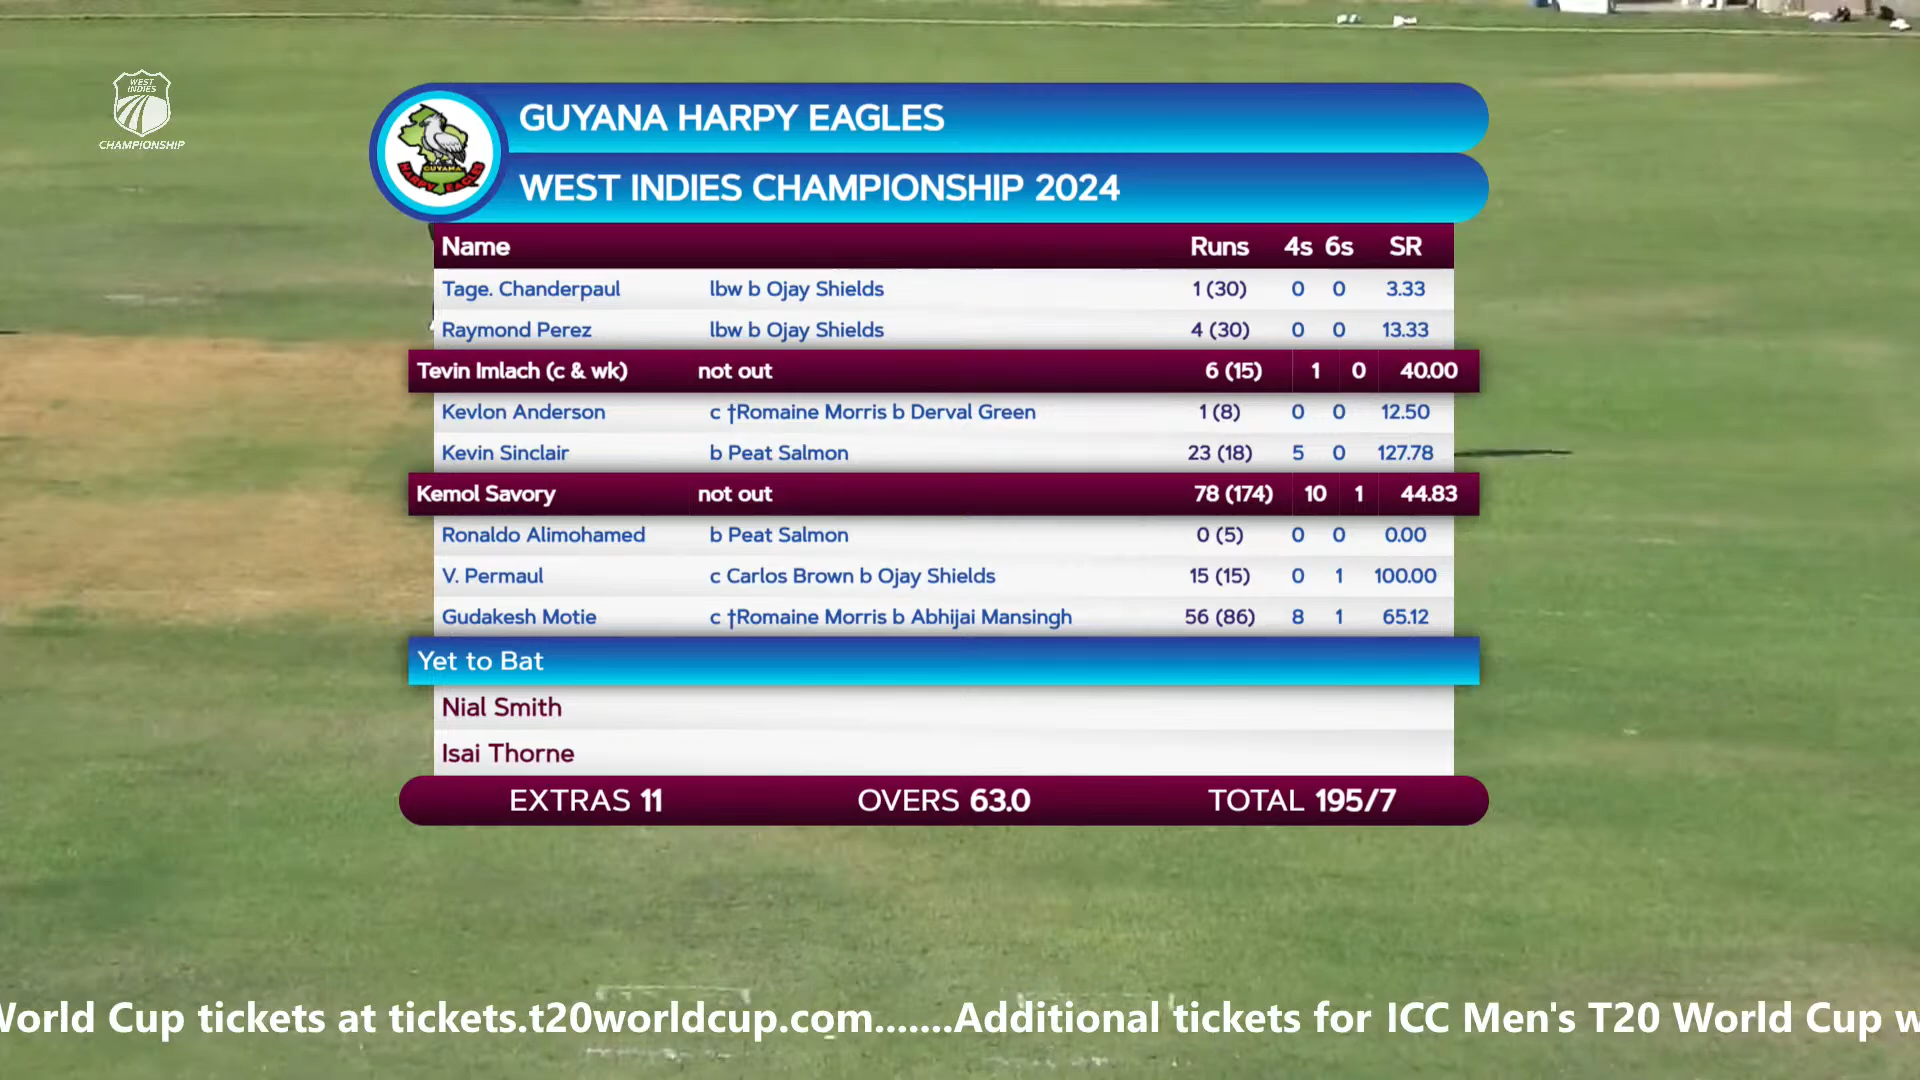 WEST
INDIES
CHAMPIONSHIP
GUYANA HARPY EAGLES
GUYANA
HARPY EAGLES
WEST INDIES CHAMPIONSHIP 2024
Name Runs 4s 6s SR
Tage. Chanderpaul lbw b Ojay Shields 1 (30) 0 0 3.33
Raymond Perez lbw b Ojay Shields 4 (30) 0 0 13.33
Tevin Imlach (c & wk) not out 6 (15) 1 0 40.00
Kevlon Anderson c †Romaine Morris b Derval Green 1 (8) 0 0 12.50
Kevin Sinclair b Peat Salmon 23 (18) 5 0 127.78
Kemol Savory not out 78 (174) 10 1 44.83
Ronaldo Alimohamed b Peat Salmon 0 (5) 0 0 0.00
V. Permaul c Carlos Brown b Ojay Shields 15 (15) 0 1 100.00
Gudakesh Motie c †Romaine Morris b Abhijai Mansingh 56 (86) 8 1 65.12
Yet to Bat
Nial Smith
Isai Thorne
EXTRAS 11 OVERS 63.0 TOTAL 195/7
World Cup tickets at tickets.t20worldcup.com.......Additional tickets for ICC Men's T20 World Cup w